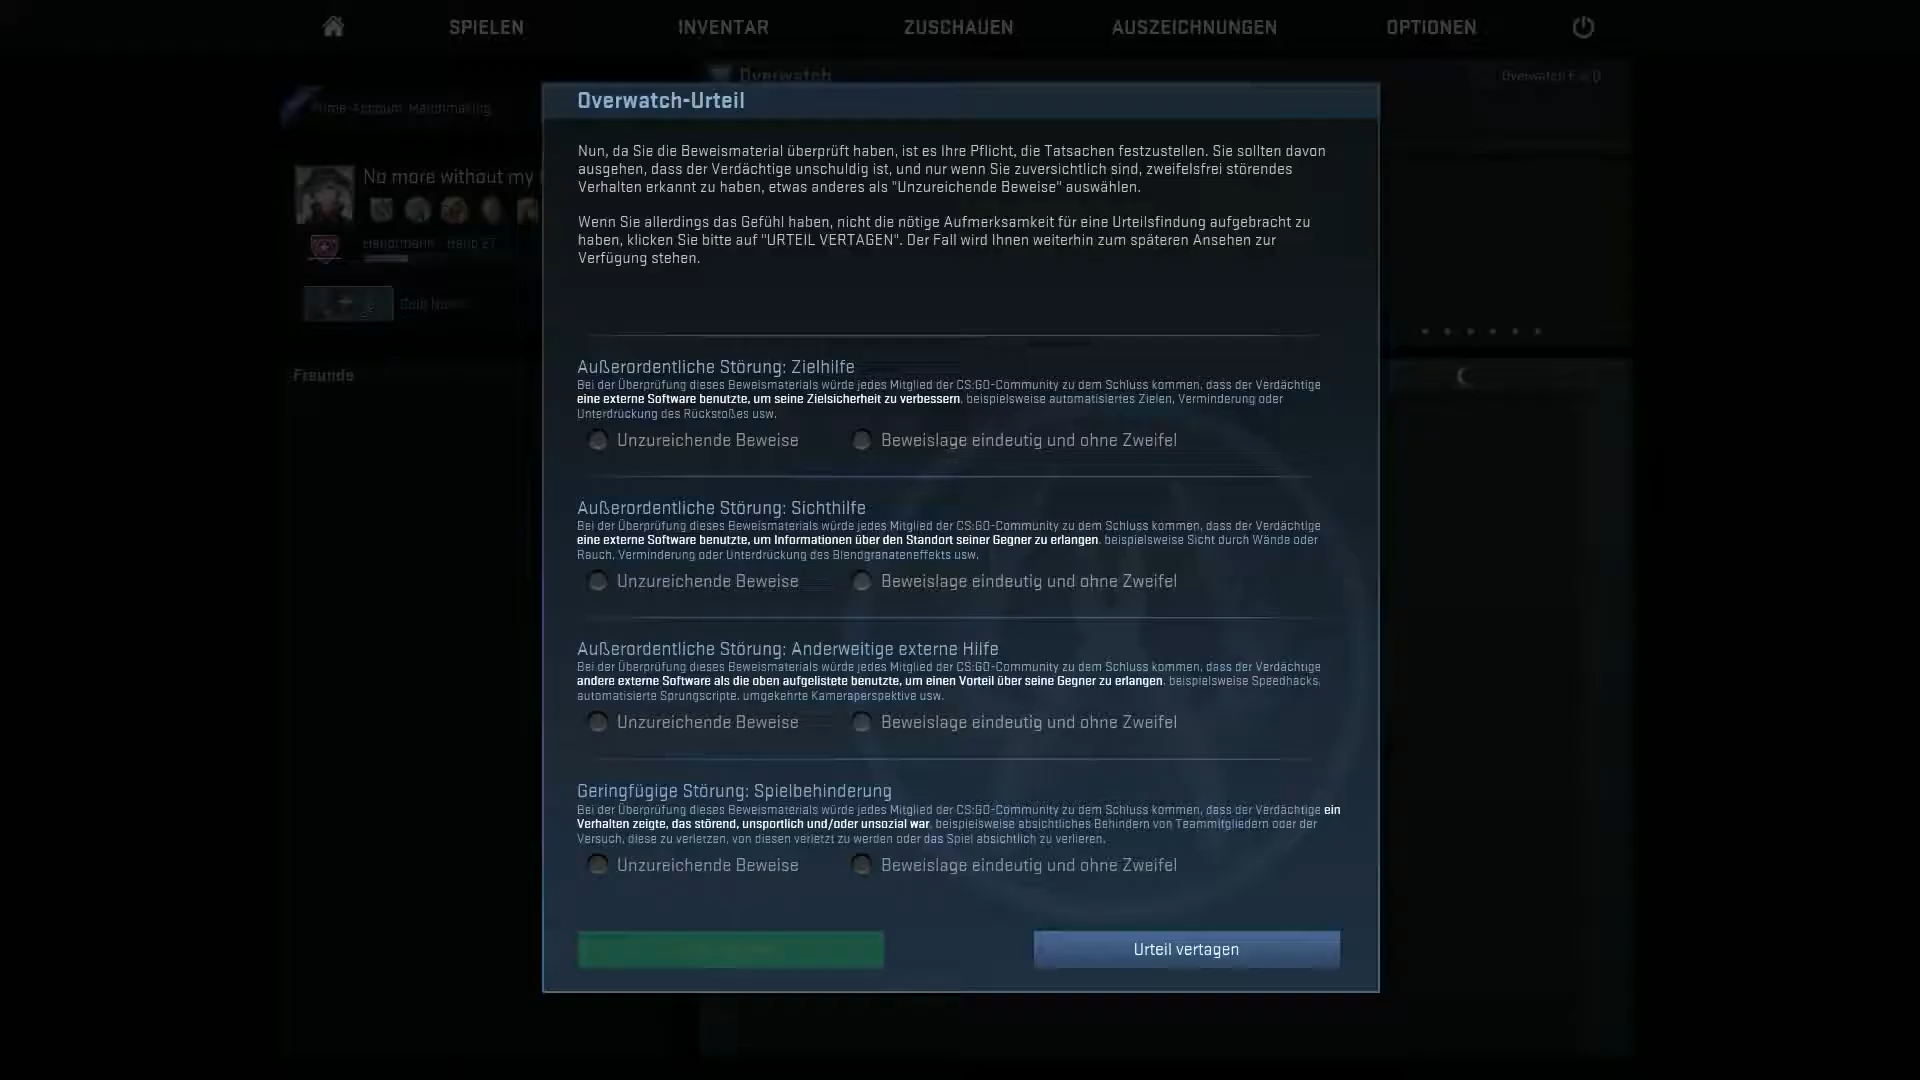 SPIELEN
INVENTAR
ZUSCHAUEN
AUSZEICHNUNGEN
OPTIONEN
Overwatch
Overwatch
Prime-Account-Matchmaking
Overwatch-Urteil
Nun, da Sie die Beweismaterial überprüft haben, ist es Ihre Pflicht, die Tatsachen festzustellen. Sie sollten davon
ausgehen, dass der Verdächtige unschuldig ist, und nur wenn Sie zuversichtlich sind, zweifelsfrei störendes
Verhalten erkannt zu haben, etwas anderes als "Unzureichende Beweise" auswählen.
No more without my
Wenn Sie allerdings das Gefühl haben, nicht die nötige Aufmerksamkeit für eine Urteilsfindung aufgebracht zu
haben, klicken Sie bitte auf "URTEIL VERTAGEN". Der Fall wird Ihnen weiterhin zum späteren Ansehen zur
Verfügung stehen.
Freunde
Außerordentliche Störung: Zielhilfe
Bei der Überprüfung dieses Beweismaterials würde jedes Mitglied der CS:GO-Community zu dem Schluss kommen, dass der Verdächtige
eine externe Software benutzte, um seine Zielsicherheit zu verbessern, beispielsweise automatisiertes Zielen, Verminderung oder
Unterdrückung des Rückstoßes usw.
Unzureichende Beweise
Beweislage eindeutig und ohne Zweifel
Außerordentliche Störung: Sichthilfe
Bei der Überprüfung dieses Beweismaterials würde jedes Mitglied der CS:GO-Community zu dem Schluss kommen, dass der Verdächtige
eine externe Software benutzte, um Informationen über den Standort seiner Gegner zu erlangen, beispielsweise Sicht durch Wände oder
Rauch, Verminderung oder Unterdrückung des Blendgranateneffekts usw.
Unzureichende Beweise
Beweislage eindeutig und ohne Zweifel
Außerordentliche Störung: Anderweitige externe Hilfe
Bei der Überprüfung dieses Beweismaterials würde jedes Mitglied der CS:GO-Community zu dem Schluss kommen, dass der Verdächtige
andere externe Software als die oben aufgelistete benutzte, um einen Vorteil über seine Gegner zu erlangen, beispielsweise Speedhacks,
automatisierte Sprungscripte, umgekehrte Kameraperspektive usw.
Unzureichende Beweise
Beweislage eindeutig und ohne Zweifel
Geringfügige Störung: Spielbehinderung
Bei der Überprüfung dieses Beweismaterials würde jedes Mitglied der CS:GO-Community zu dem Schluss kommen, dass der Verdächtige ein
Verhalten zeigte, das störend, unsportlich und/oder unsozial war, beispielsweise absichtliches Behindern von Teammitgliedern oder der
Versuch, diese zu verletzen, von diesen verletzt zu werden oder das Spiel absichtlich zu verlieren.
Unzureichende Beweise
Beweislage eindeutig und ohne Zweifel
Urteil vertagen